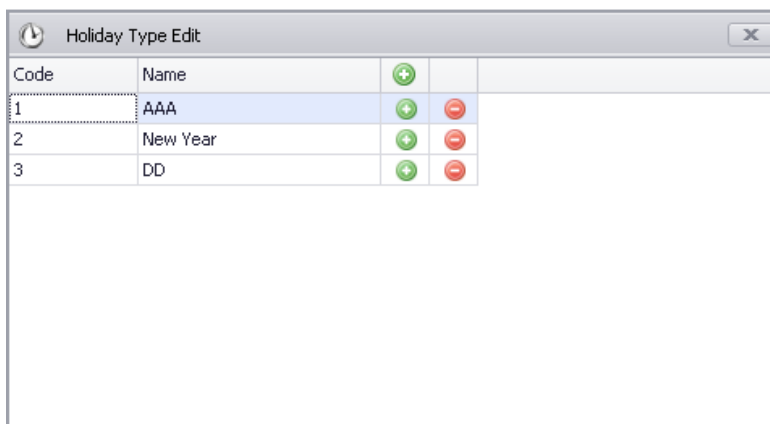 Holiday Type Edit
Code Name
1 AAA
2 New Year
3 DD